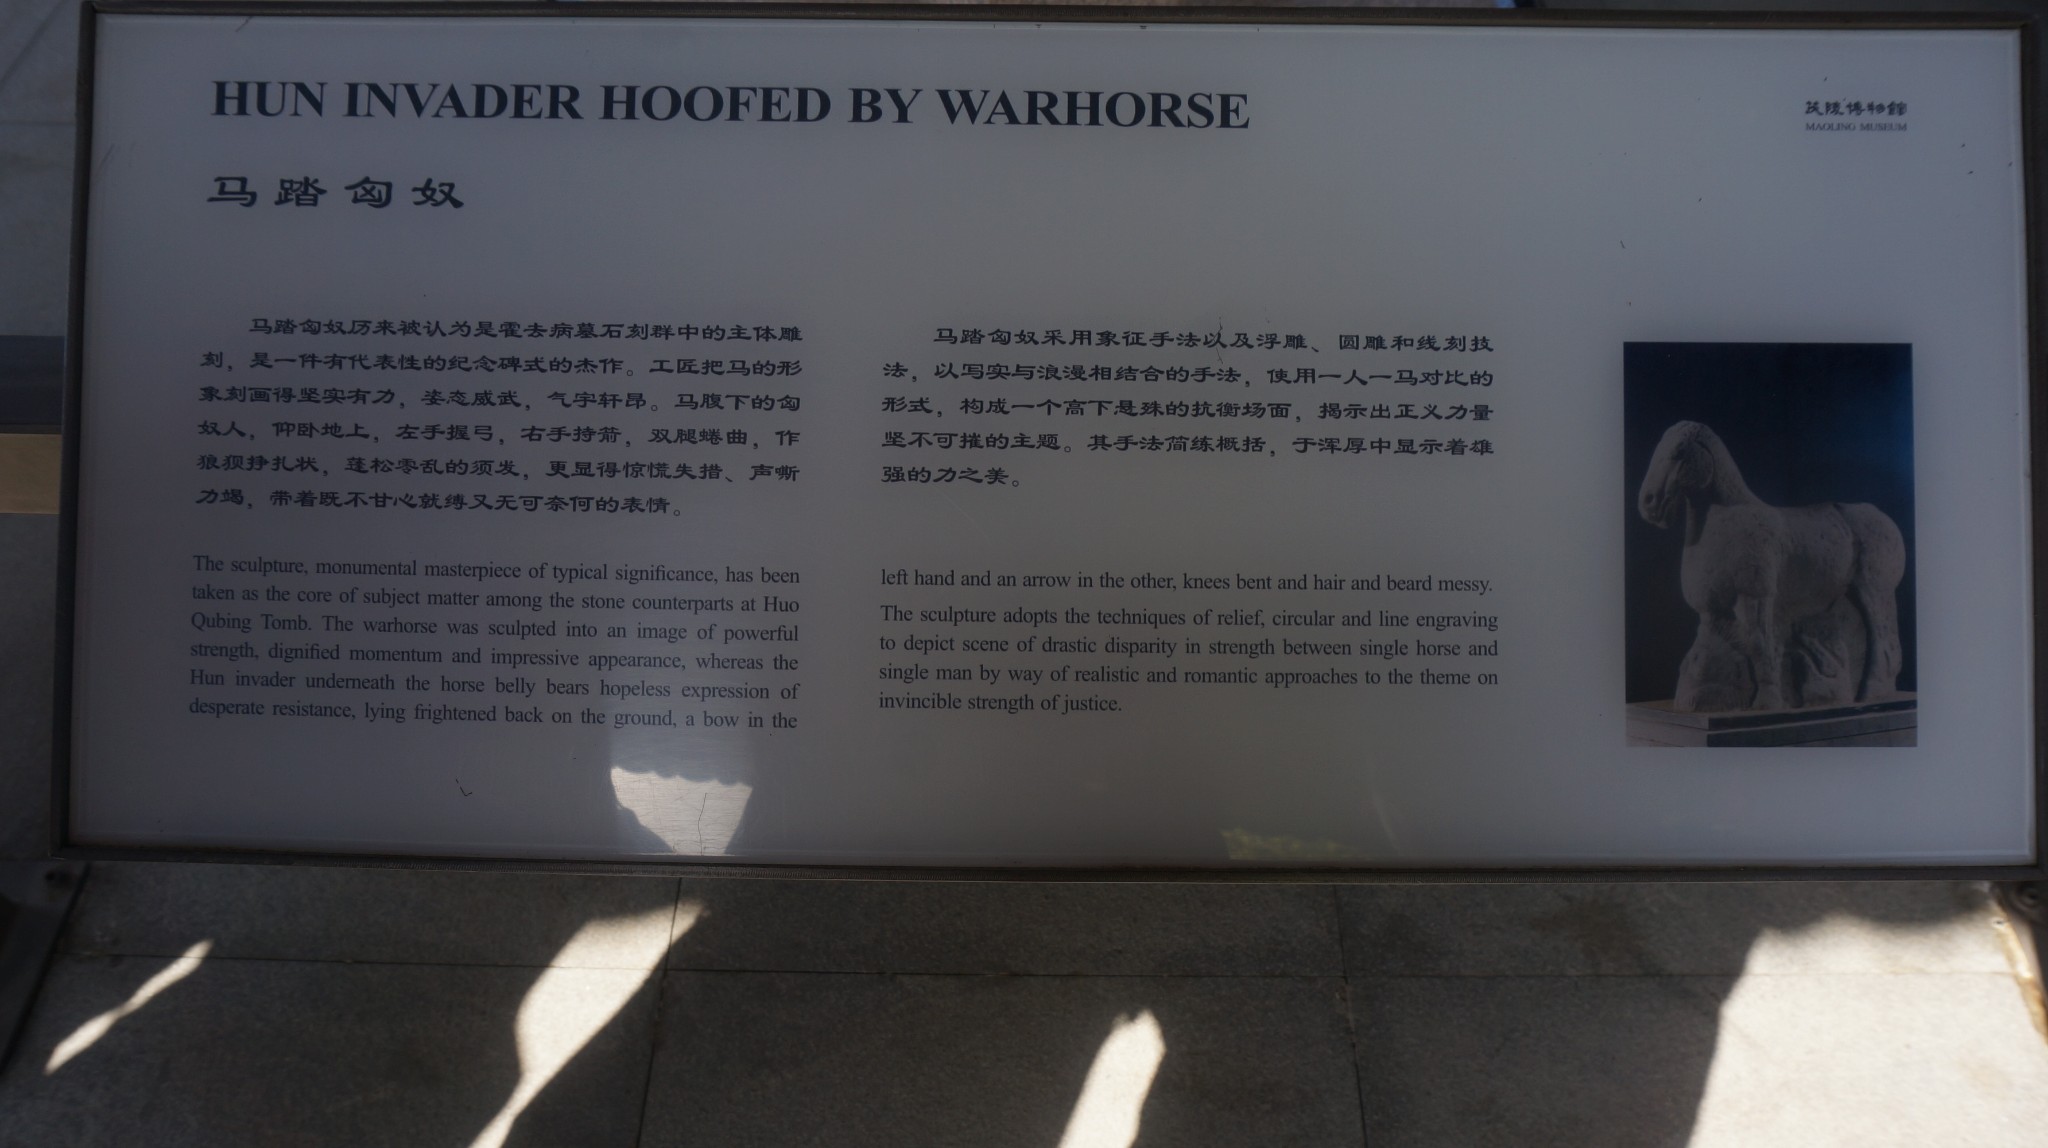 HUN INVADER HOOFED BY WARHORSE
茂陵博物館
MAOLING MUSEUM
马踏匈奴
马踏匈奴历来被认为是霍去病墓石刻群中的主体雕
刻，是一件有代表性的纪念碑式的杰作。工匠把马的形
象刻画得坚实有力，姿态威武，气宇轩昂。马腹下的匈
奴人，仰卧地上，左手握弓，右手持箭，双腿蜷曲，作
狼狈挣扎状，蓬松零乱的须发，更显得惊慌失措、声嘶
力竭，带着既不甘心就缚又无可奈何的表情。
马踏匈奴采用象征手法以及浮雕、圆雕和线刻技
法，以写实与浪漫相结合的手法，使用一人一马对比的
形式，构成一个高下悬殊的抗衡场面，揭示出正义力量
坚不可摧的主题。其手法简练概括，于浑厚中显示着雄
强的力之美。
The sculpture, monumental masterpiece of typical significance, has been
taken as the core of subject matter among the stone counterparts at Huo
Qubing Tomb. The warhorse was sculpted into an image of powerful
strength, dignified momentum and impressive appearance, whereas the
Hun invader underneath the horse belly bears hopeless expression of
desperate resistance, lying frightened back on the ground, a bow in the
left hand and an arrow in the other, knees bent and hair and beard messy.
The sculpture adopts the techniques of relief, circular and line engraving
to depict scene of drastic disparity in strength between single horse and
single man by way of realistic and romantic approaches to the theme on
invincible strength of justice.